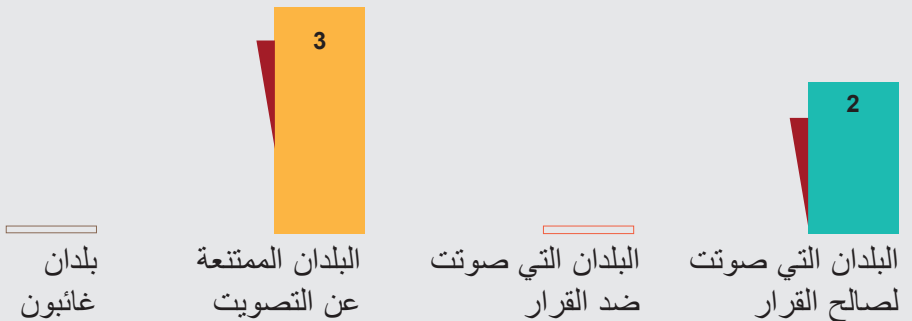 2
البلدان التي صوتت
لصالح القرار
البلدان التي صوتت
ضد القرار
3
البلدان الممتنعة
عن التصويت
بلدان
غائبون